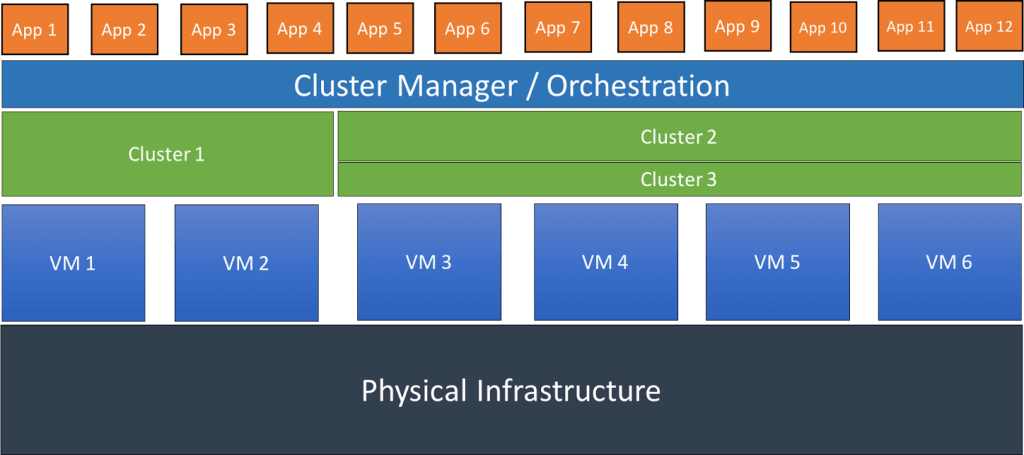 App 1
App 2
App 3
App 4
App 5
App 6
App 7
App 8
App 9
App 10
App 11
App 12
Cluster Manager / Orchestration
Cluster 1
Cluster 2
Cluster 3
VM 1
VM 2
VM 3
VM 4
VM 5
VM 6
Physical Infrastructure